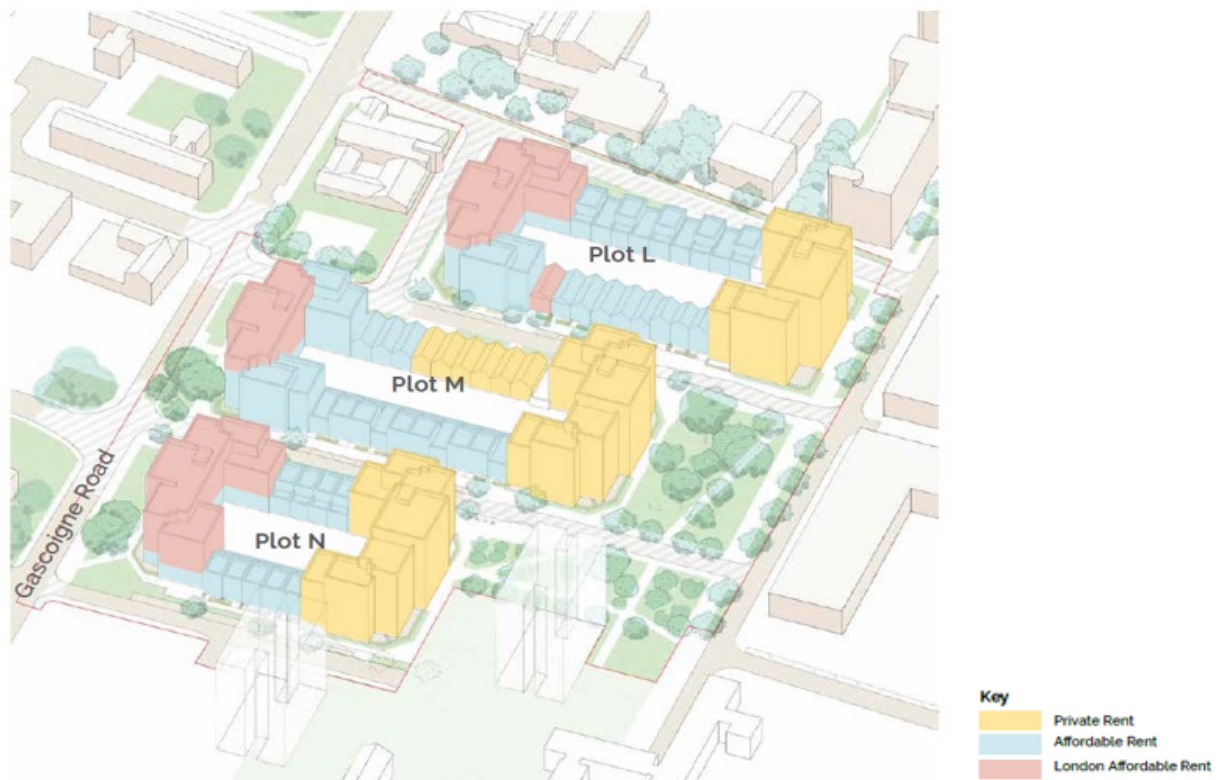 Plot L
Plot M
Plot N
Gascoigne Road
Key
Private Rent
Affordable Rent
London Affordable Rent